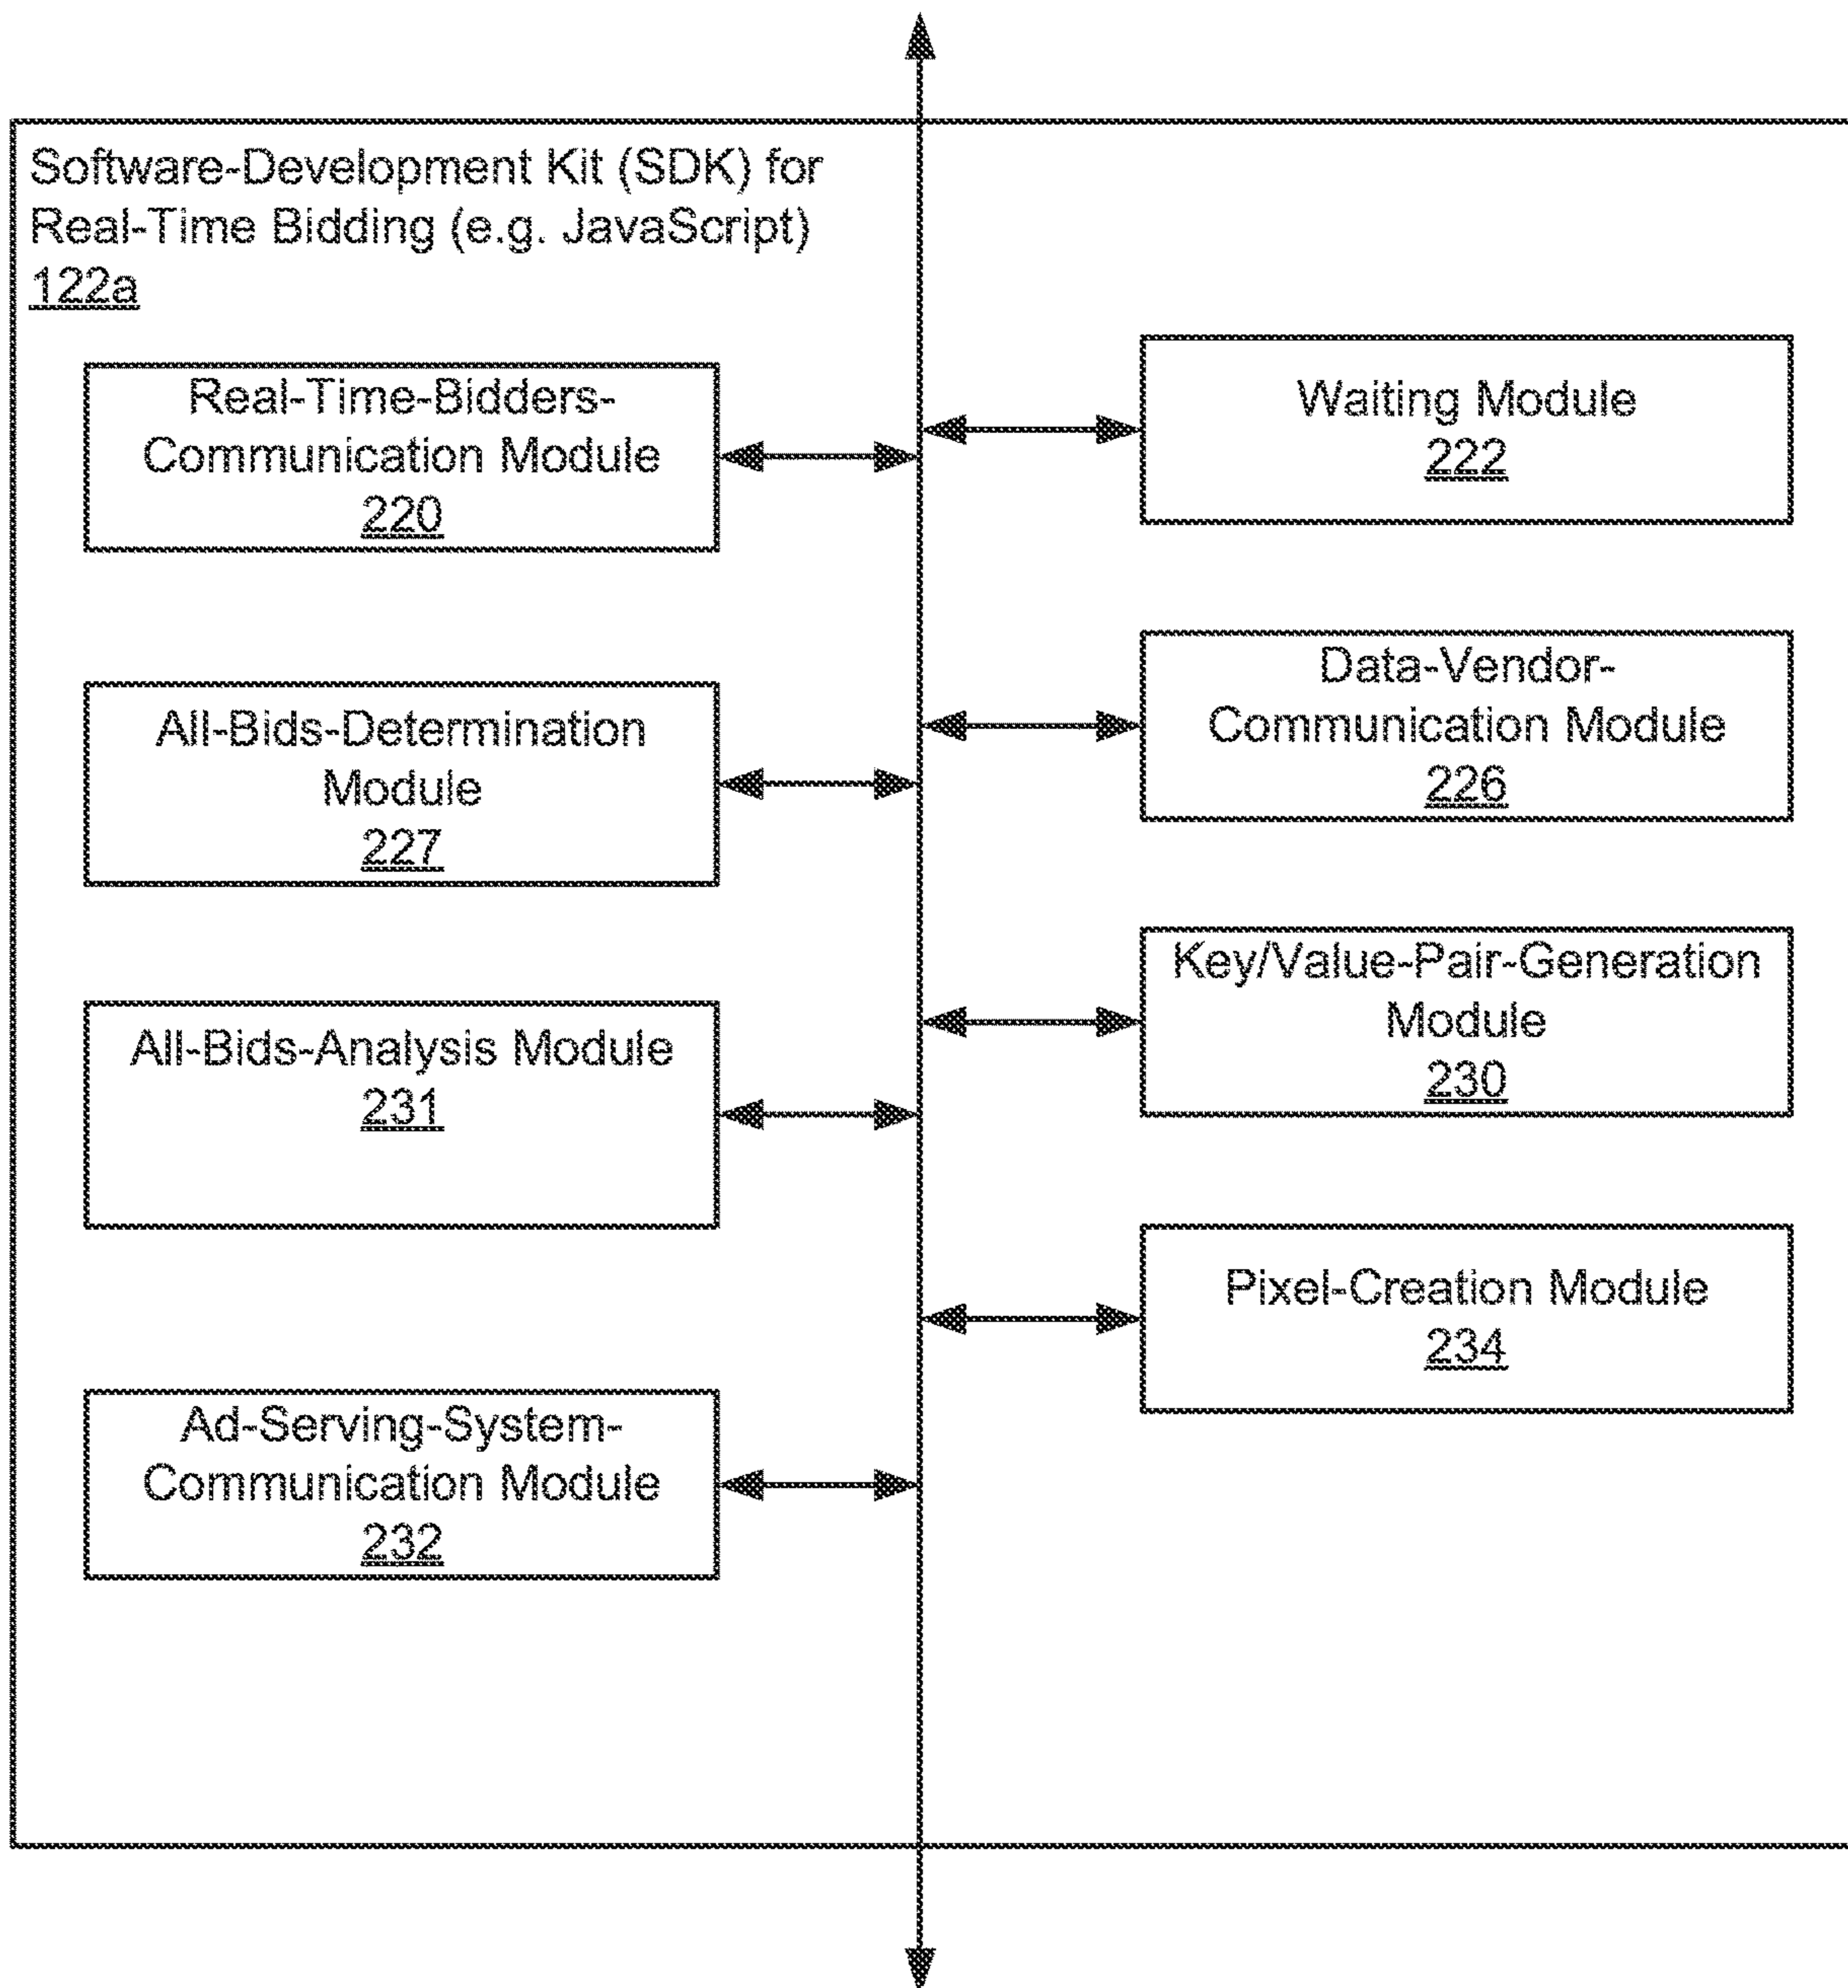 Software-Development Kit (SDK) for
Real-Time Bidding (e.g. JavaScript)
122a
Real-Time-Bidders-
Communication Module
220
Waiting Module
222
All-Bids-Determination
Module
227
Data-Vendor-
Communication Module
226
All-Bids-Analysis Module
231
Key/Value-Pair-Generation
Module
230
Ad-Serving-System-
Communication Module
232
Pixel-Creation Module
234